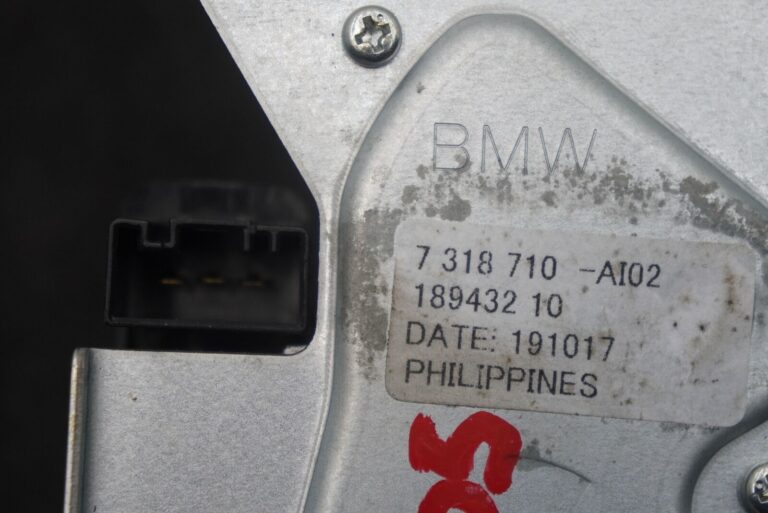 BMW
7 318 710 -AI02
189432 10
DATE: 191017
PHILIPPINES